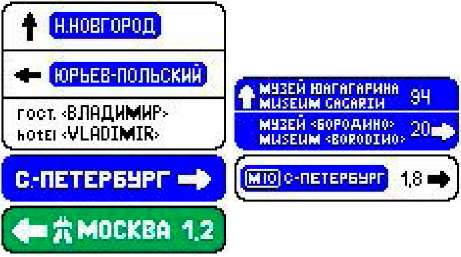 Н.НОВГОРОД
ЮРЬЕВ-ПОЛЬСКИЙ
гост. <ВЛАДИМИР>
hotel <VLADIMIR>
С.-ПЕТЕРБУРГ
МОСКВА 1,2
МУЗЕЙ ЮАГАГАРИНА
MUSEUM GAGARIN 94
МУЗЕЙ <БОРОДИНО>
MUSEUM <BORODINO> 20
М10 С-ПЕТЕРБУРГ 1,8